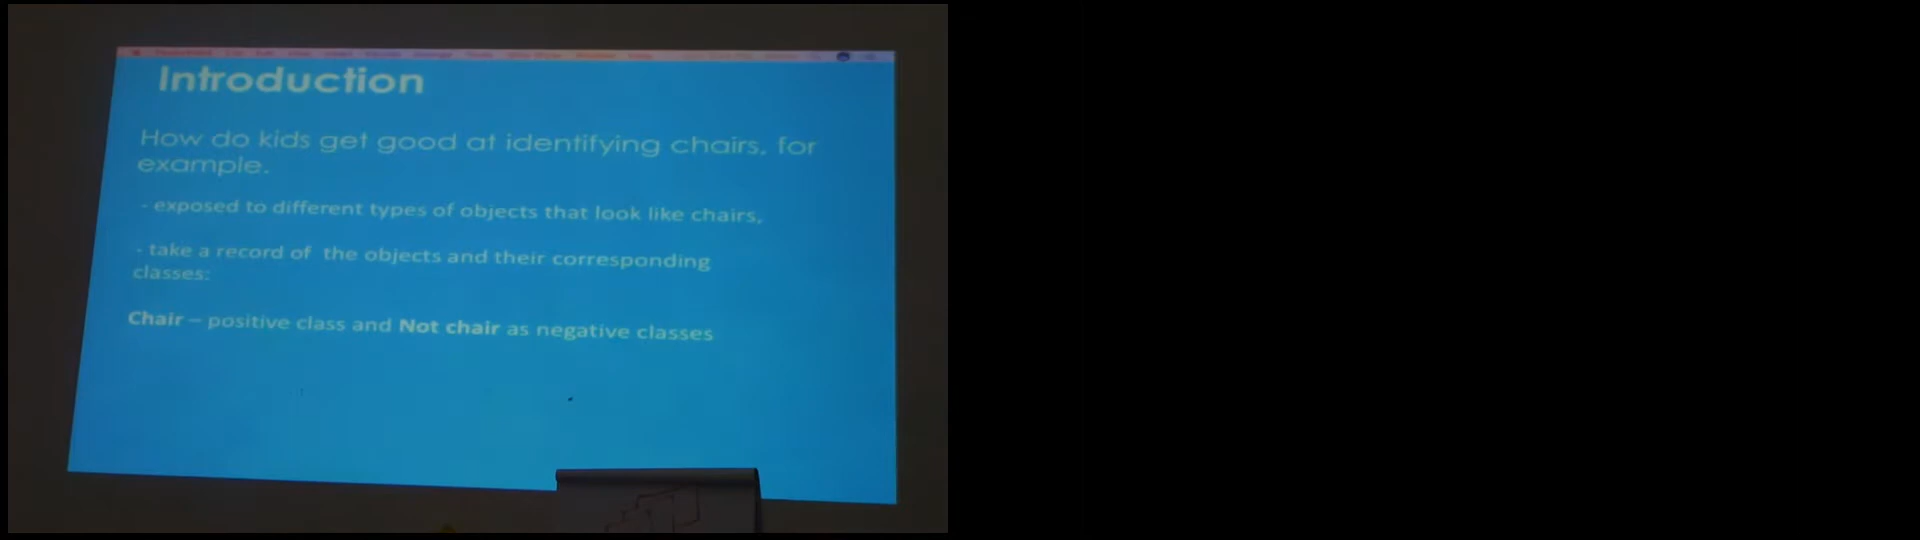 Introduction
How do kids get good at identifying chairs, for
example.
- exposed to different types of objects that look like chairs,
- take a record of the objects and their corresponding
classes:
Chair – positive class and Not chair as negative classes